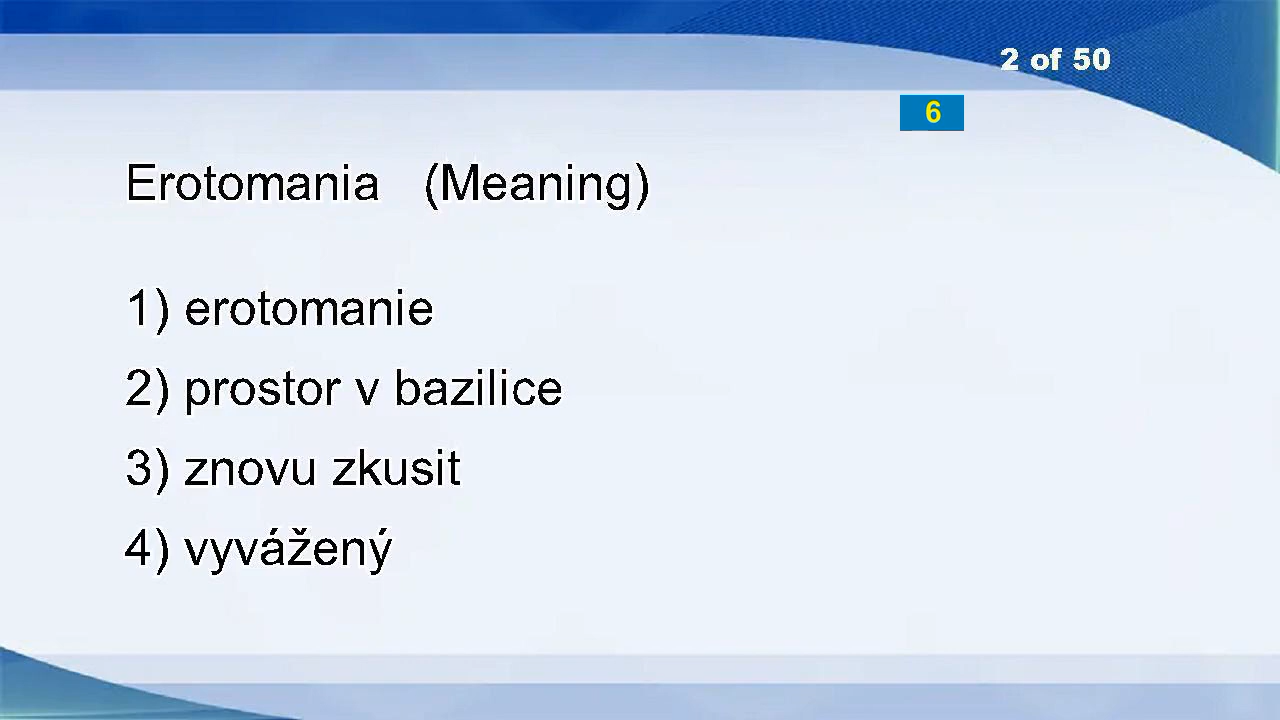 2 of 50
6
Erotomania (Meaning)
1) erotomanie
2) prostor v bazilice
3) znovu zkusit
4) vyvážený